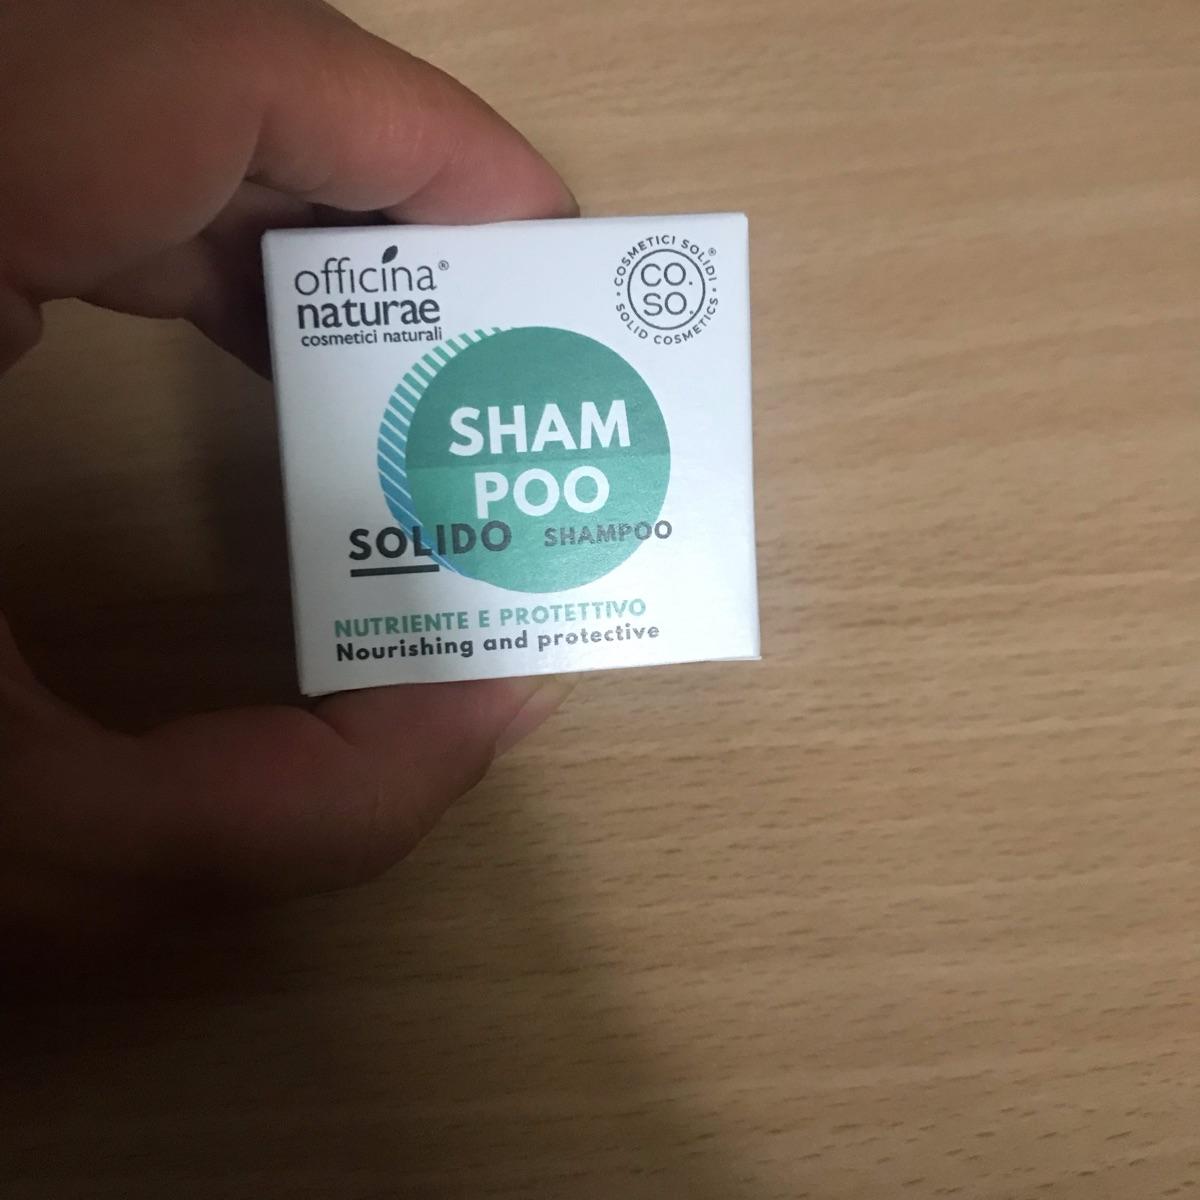 officina®
naturae
cosmetici naturali
COSMETICI SOLIDI®
CO.
SO.
SOLID COSMETICS
SHAM
POO
SOLIDO SHAMPOO
NUTRIENTE E PROTETTIVO
Nourishing and protective